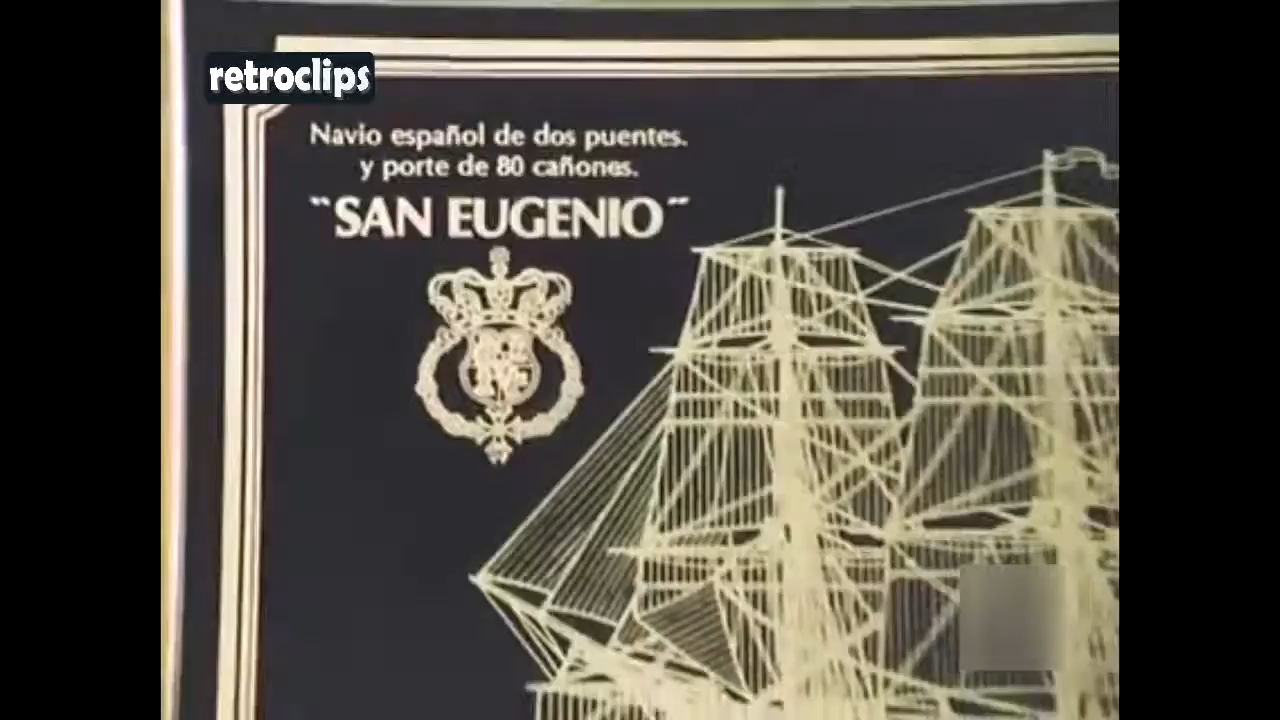 retroclips
Navio español de dos puentes.
y porte de 80 cañones.
"SAN EUGENIO"